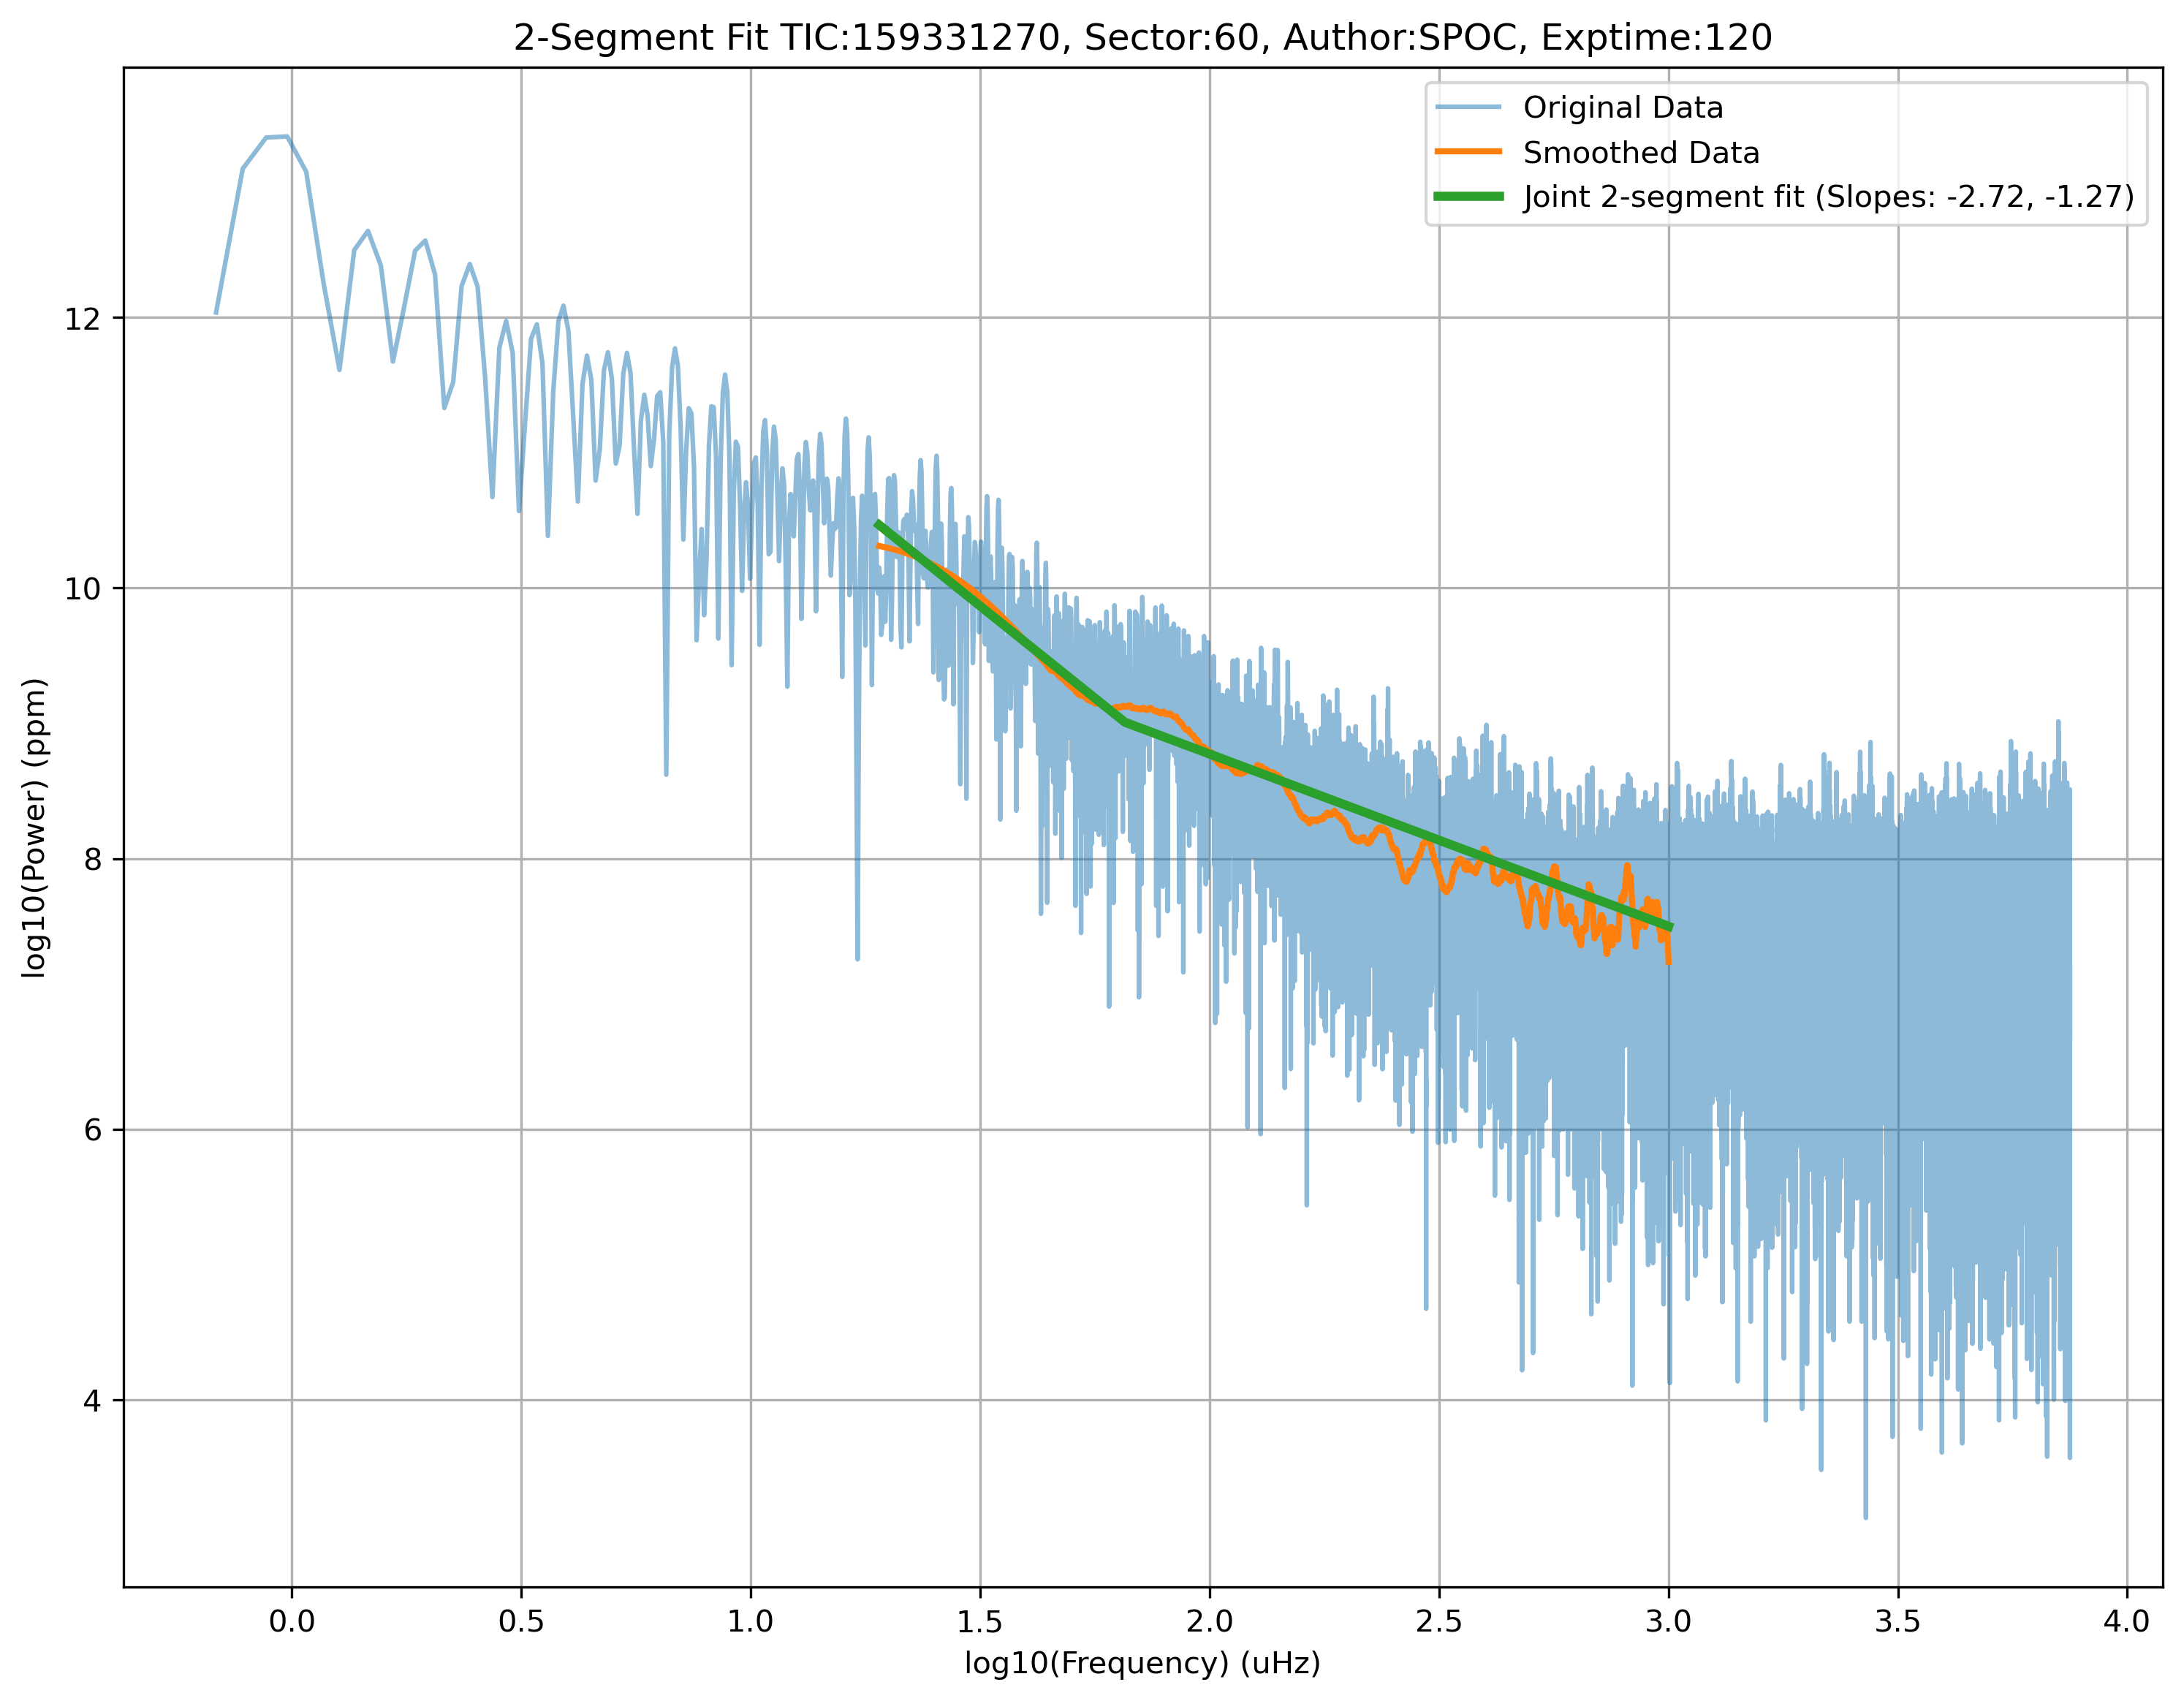 2-Segment Fit TIC:159331270, Sector:60, Author:SPOC, Exptime:120
Original Data
Smoothed Data
Joint 2-segment fit (Slopes: -2.72, -1.27)
log10(Power) (ppm)
12
10
8
6
4
0.0 0.5 1.0 1.5 2.0 2.5 3.0 3.5 4.0
log10(Frequency) (uHz)